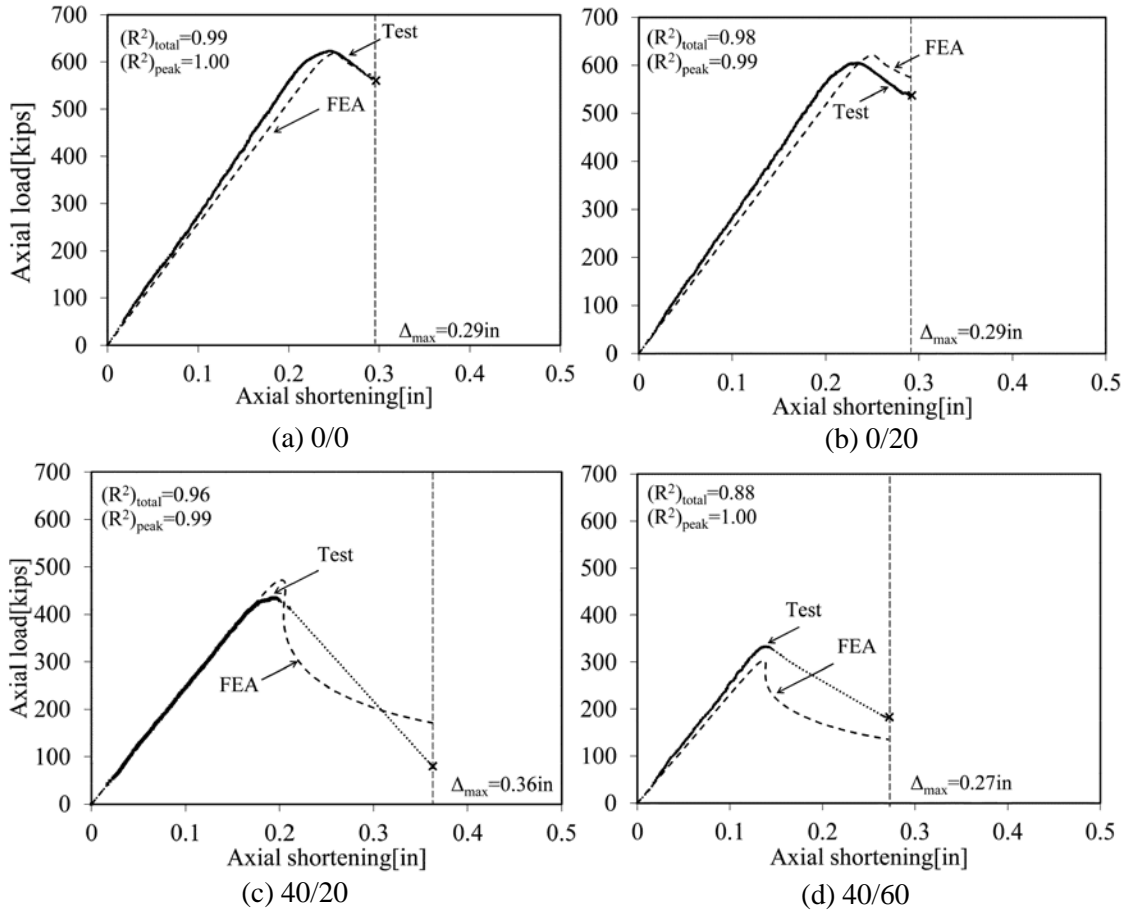 700
600
500
400
300
200
100
0
Axial load[kips]
(R²)total=0.99
(R²)peak=1.00
Test
FEA
Δmax=0.29in
0 0.1 0.2 0.3 0.4 0.5
Axial shortening[in]
(a) 0/0
700
600
500
400
300
200
100
0
Axial load[kips]
(R²)total=0.98
(R²)peak=0.99
FEA
Test
Δmax=0.29in
0 0.1 0.2 0.3 0.4 0.5
Axial shortening[in]
(b) 0/20
700
600
500
400
300
200
100
0
Axial load[kips]
(R²)total=0.96
(R²)peak=0.99
Test
FEA
Δmax=0.36in
0 0.1 0.2 0.3 0.4 0.5
Axial shortening[in]
(c) 40/20
700
600
500
400
300
200
100
0
Axial load[kips]
(R²)total=0.88
(R²)peak=1.00
Test
FEA
Δmax=0.27in
0 0.1 0.2 0.3 0.4 0.5
Axial shortening[in]
(d) 40/60